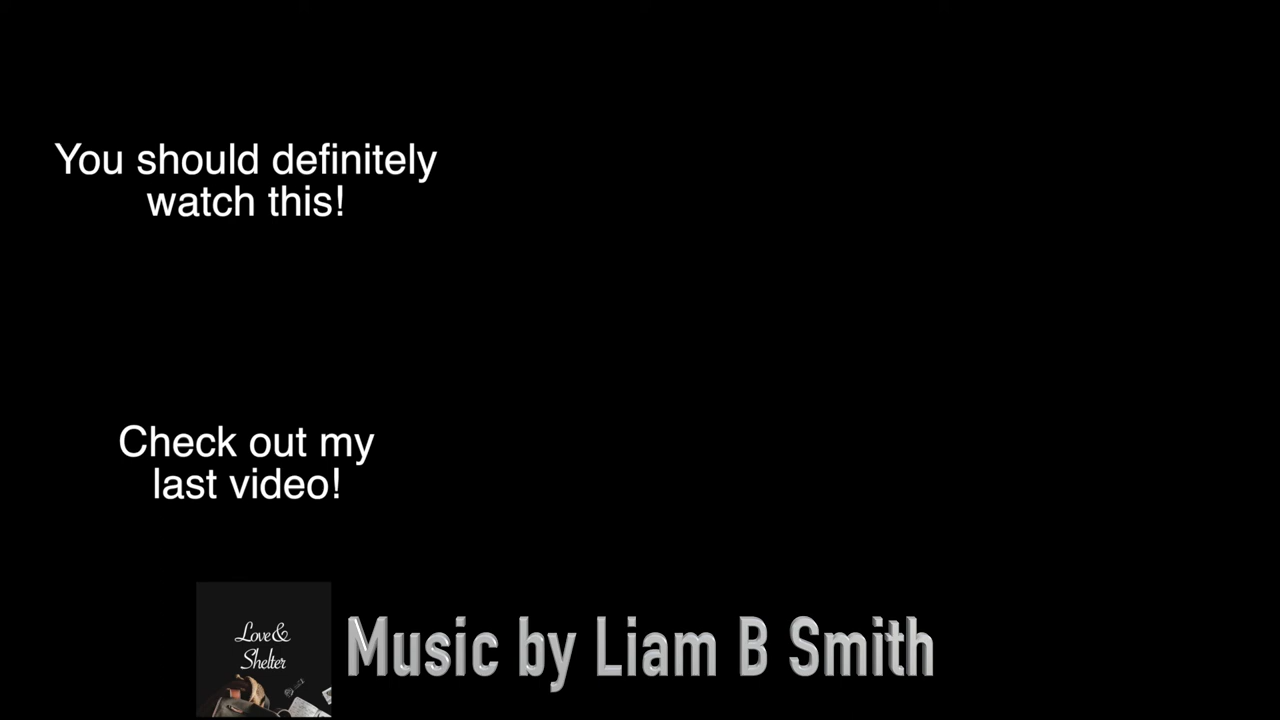 You should definitely
watch this!
Check out my
last video!
Love&
Shelter
Music by Liam B Smith